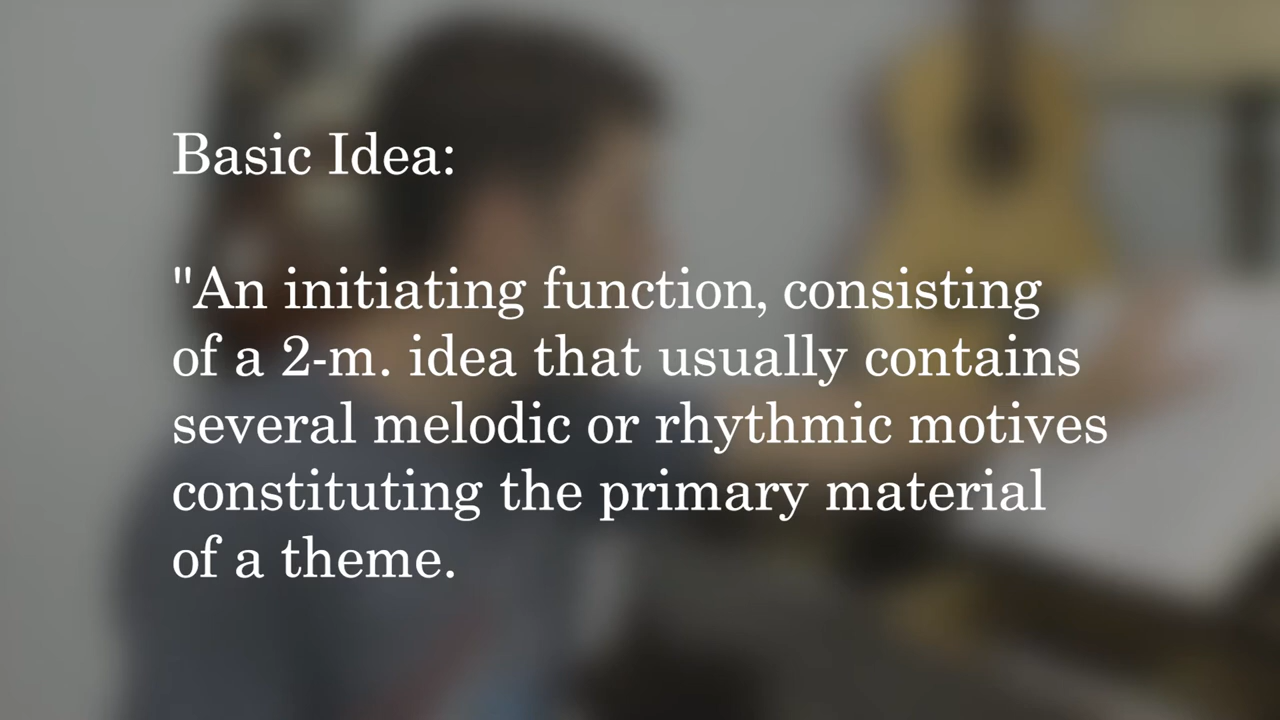 Basic Idea:
"An initiating function, consisting
of a 2-m. idea that usually contains
several melodic or rhythmic motives
constituting the primary material
of a theme.